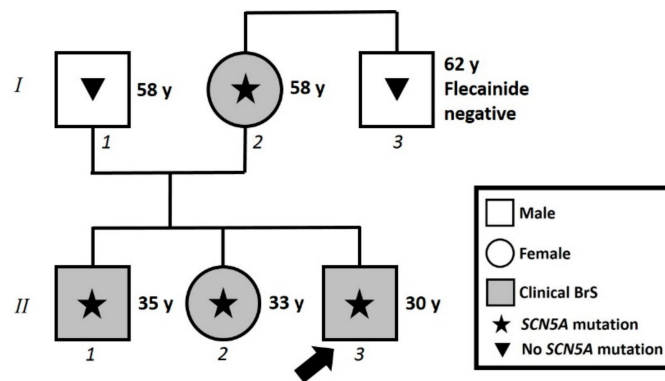 I
58 y
58 y
62 y
Flecainide
negative
1
2
3
II
35 y
33 y
30 y
1
2
3
Male
Female
Clinical BrS
SCN5A mutation
No SCN5A mutation